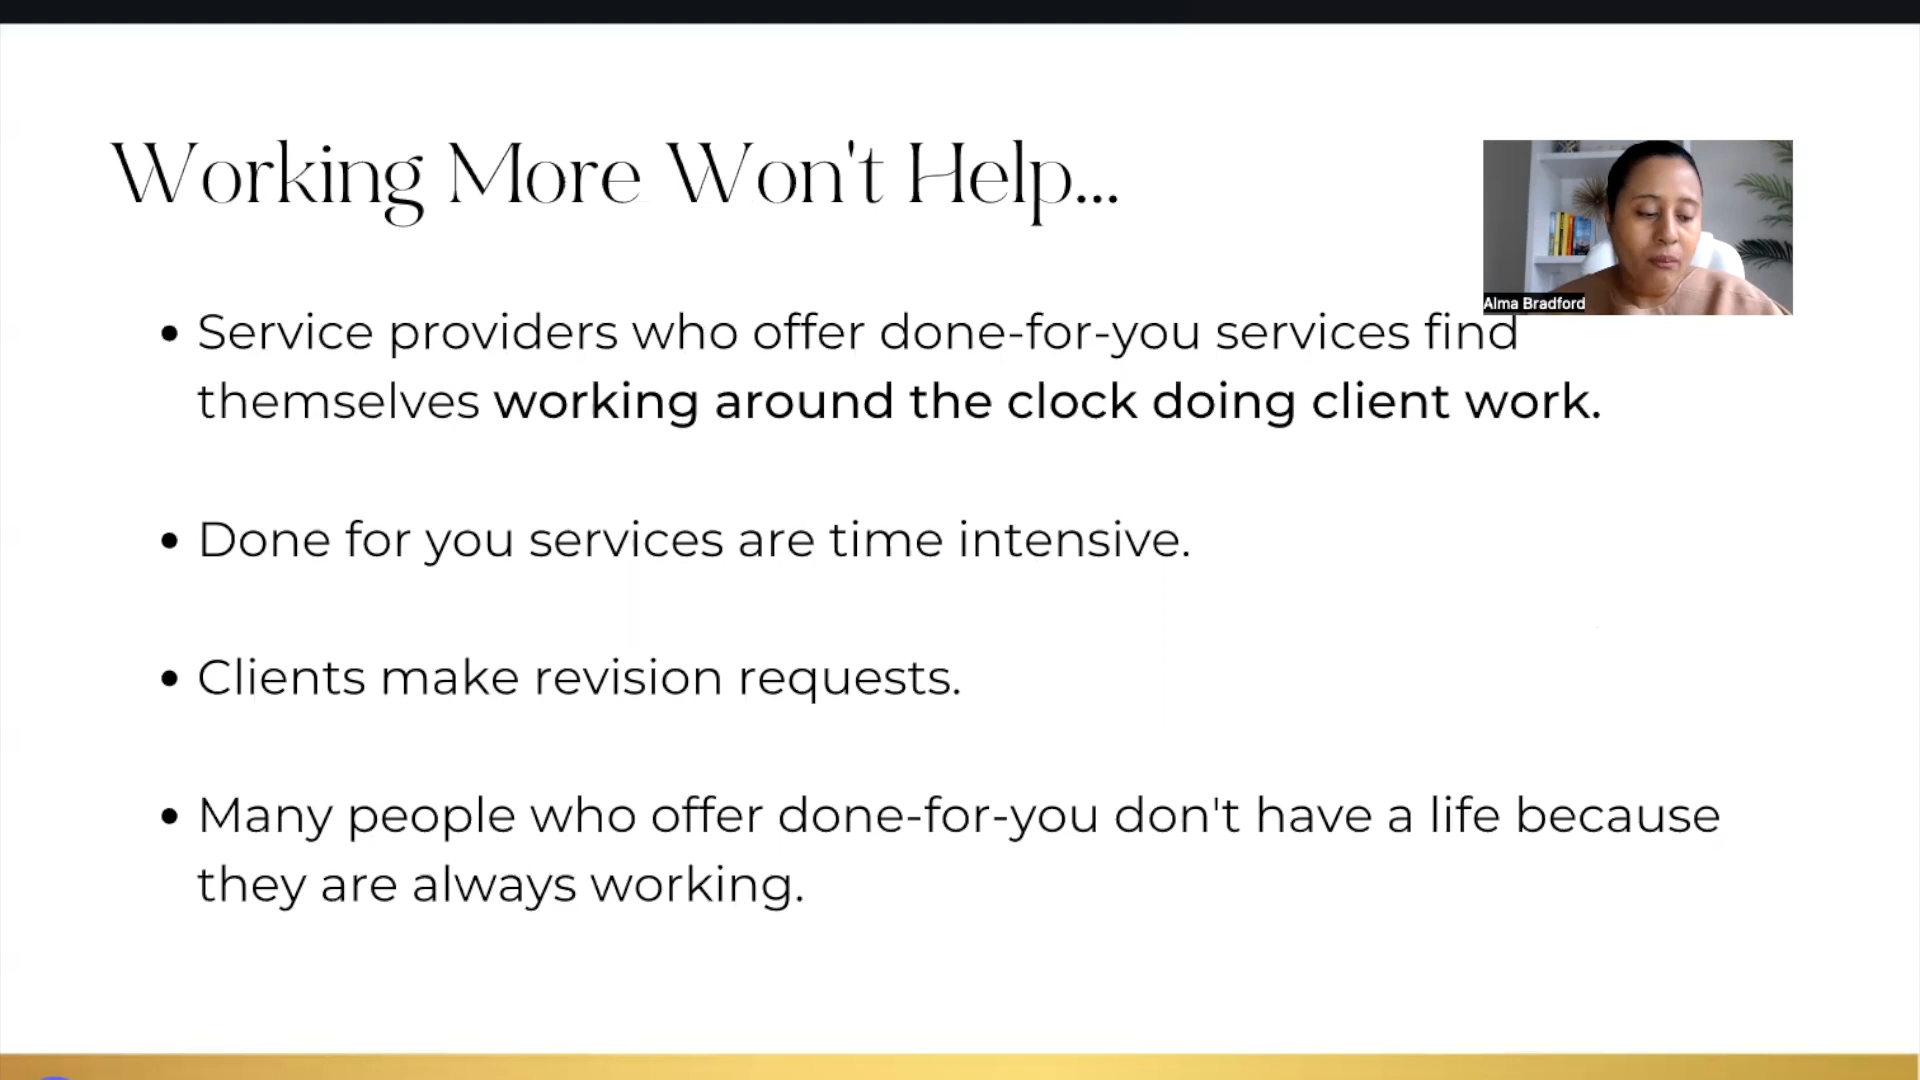 Working More Won't Help...
Alma Bradford
• Service providers who offer done-for-you services find
themselves working around the clock doing client work.
• Done for you services are time intensive.
• Clients make revision requests.
• Many people who offer done-for-you don't have a life because
they are always working.